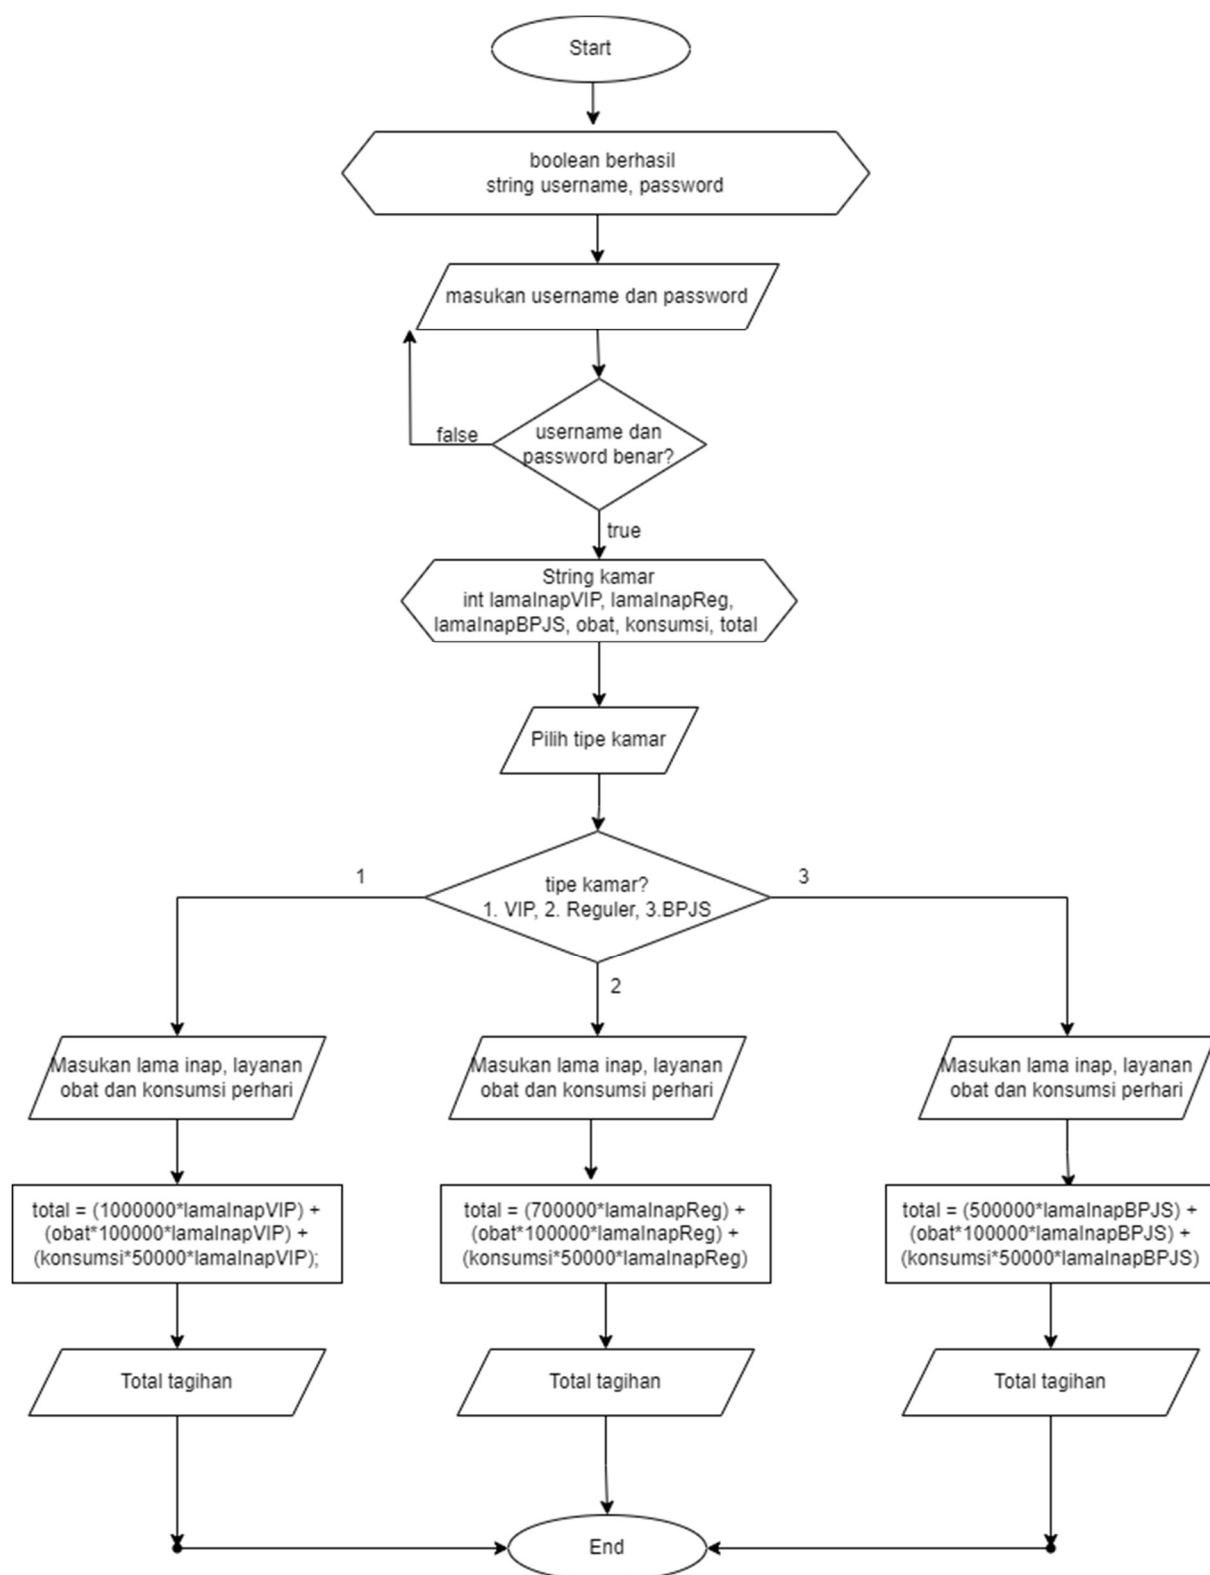 Start
boolean berhasil
string username, password
masukan username dan password
false
username dan
password benar?
true
String kamar
int lamaInapVIP, lamaInapReg,
lamaInapBPJS, obat, konsumsi, total
Pilih tipe kamar
1
tipe kamar?
1. VIP, 2. Reguler, 3.BPJS
3
2
Masukan lama inap, layanan
obat dan konsumsi perhari
Masukan lama inap, layanan
obat dan konsumsi perhari
Masukan lama inap, layanan
obat dan konsumsi perhari
total = (1000000*lamaInapVIP) +
(obat*100000*lamaInapVIP) +
(konsumsi*50000*lamaInapVIP);
total = (700000*lamaInapReg) +
(obat*100000*lamaInapReg) +
(konsumsi*50000*lamaInapReg)
total = (500000*lamaInapBPJS) +
(obat*100000*lamaInapBPJS) +
(konsumsi*50000*lamaInapBPJS)
Total tagihan
Total tagihan
Total tagihan
End